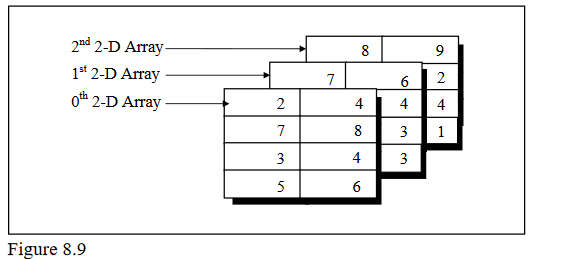 2nd 2-D Array 8 9
1st 2-D Array 7 6 2
0th 2-D Array 2 4 4 4
7 8 3 1
3 4 3
5 6
Figure 8.9